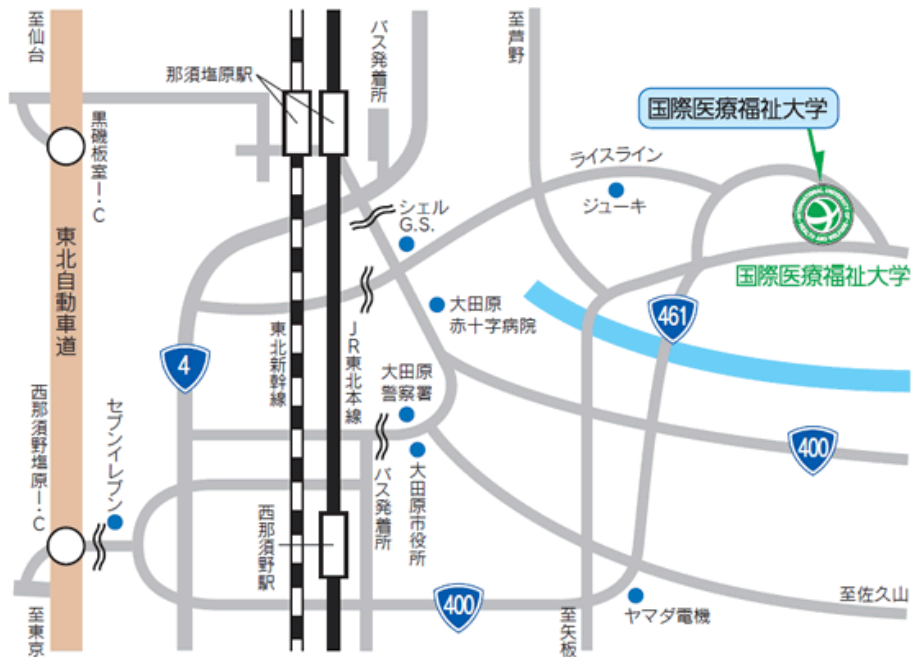 至仙台
那須塩原駅
バス発着所
至芦野
国際医療福祉大学
黒磯板室I・C
ライスライン
シェル
G.S.
ジューキ
INTERNATIONAL UNIVERSITY OF
HEALTH AND WELFARE
国際医療福祉大学
東北自動車道
大田原
赤十字病院
461
4
東北新幹線
JR東北本線
大田原
警察署
西那須野塩原I・C
セブンイレブン
400
大田原市役所
バス発着所
西那須野駅
400
至佐久山
ヤマダ電機
至東京
至矢板